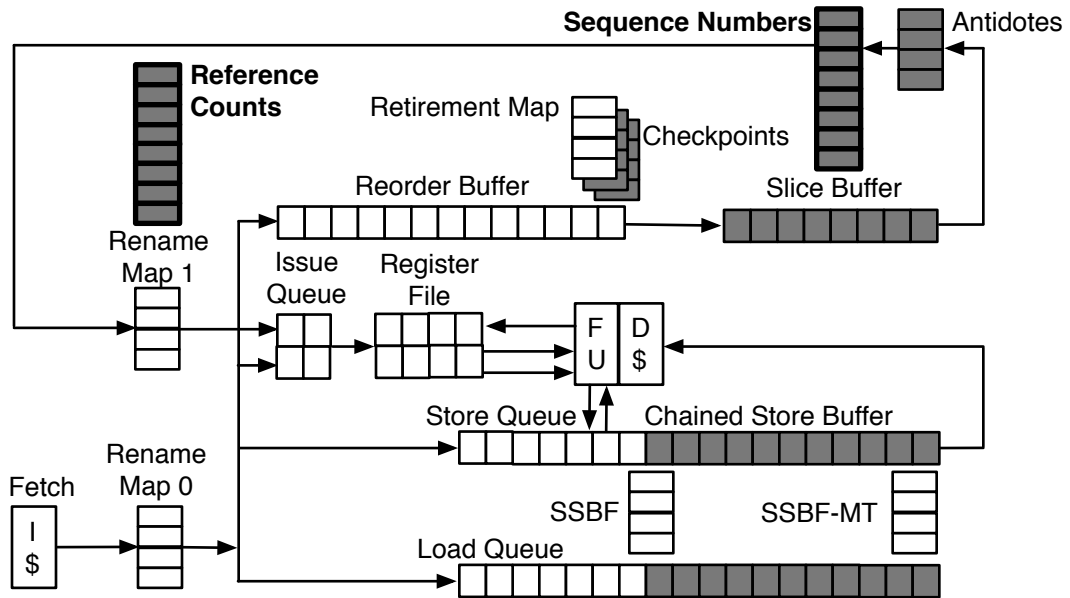 Sequence Numbers
Antidotes
Reference
Counts
Retirement Map
Checkpoints
Reorder Buffer
Slice Buffer
Rename
Map 1
Issue
Queue
Register
File
F
U
D
$
Store Queue
Chained Store Buffer
Rename
Map 0
Fetch
I
$
SSBF
SSBF-MT
Load Queue